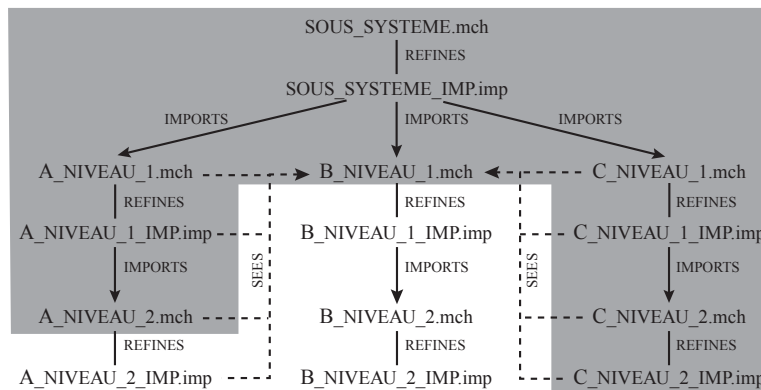 SOUS_SYSTEME.mch
REFINES
SOUS_SYSTEME_IMP.imp
IMPORTS IMPORTS IMPORTS
A_NIVEAU_1.mch B_NIVEAU_1.mch C_NIVEAU_1.mch
REFINES REFINES REFINES
A_NIVEAU_1_IMP.imp B_NIVEAU_1_IMP.imp C_NIVEAU_1_IMP.imp
IMPORTS SEES IMPORTS SEES IMPORTS
A_NIVEAU_2.mch B_NIVEAU_2.mch C_NIVEAU_2.mch
REFINES REFINES REFINES
A_NIVEAU_2_IMP.imp B_NIVEAU_2_IMP.imp C_NIVEAU_2_IMP.imp